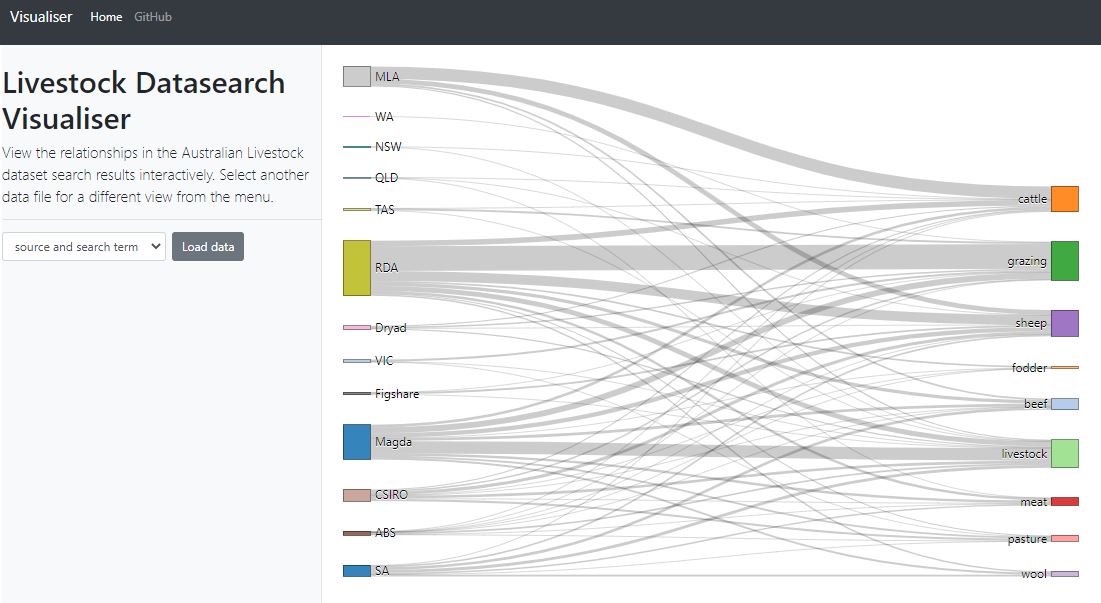 Visualiser Home GitHub
Livestock Datasearch
Visualiser
View the relationships in the Australian Livestock
dataset search results interactively. Select another
data file for a different view from the menu.
source and search term Load data
MLA
WA
NSW
QLD
TAS
RDA
Dryad
VIC
Figshare
Magda
CSIRO
ABS
SA
cattle
grazing
sheep
fodder
beef
livestock
meat
pasture
wool